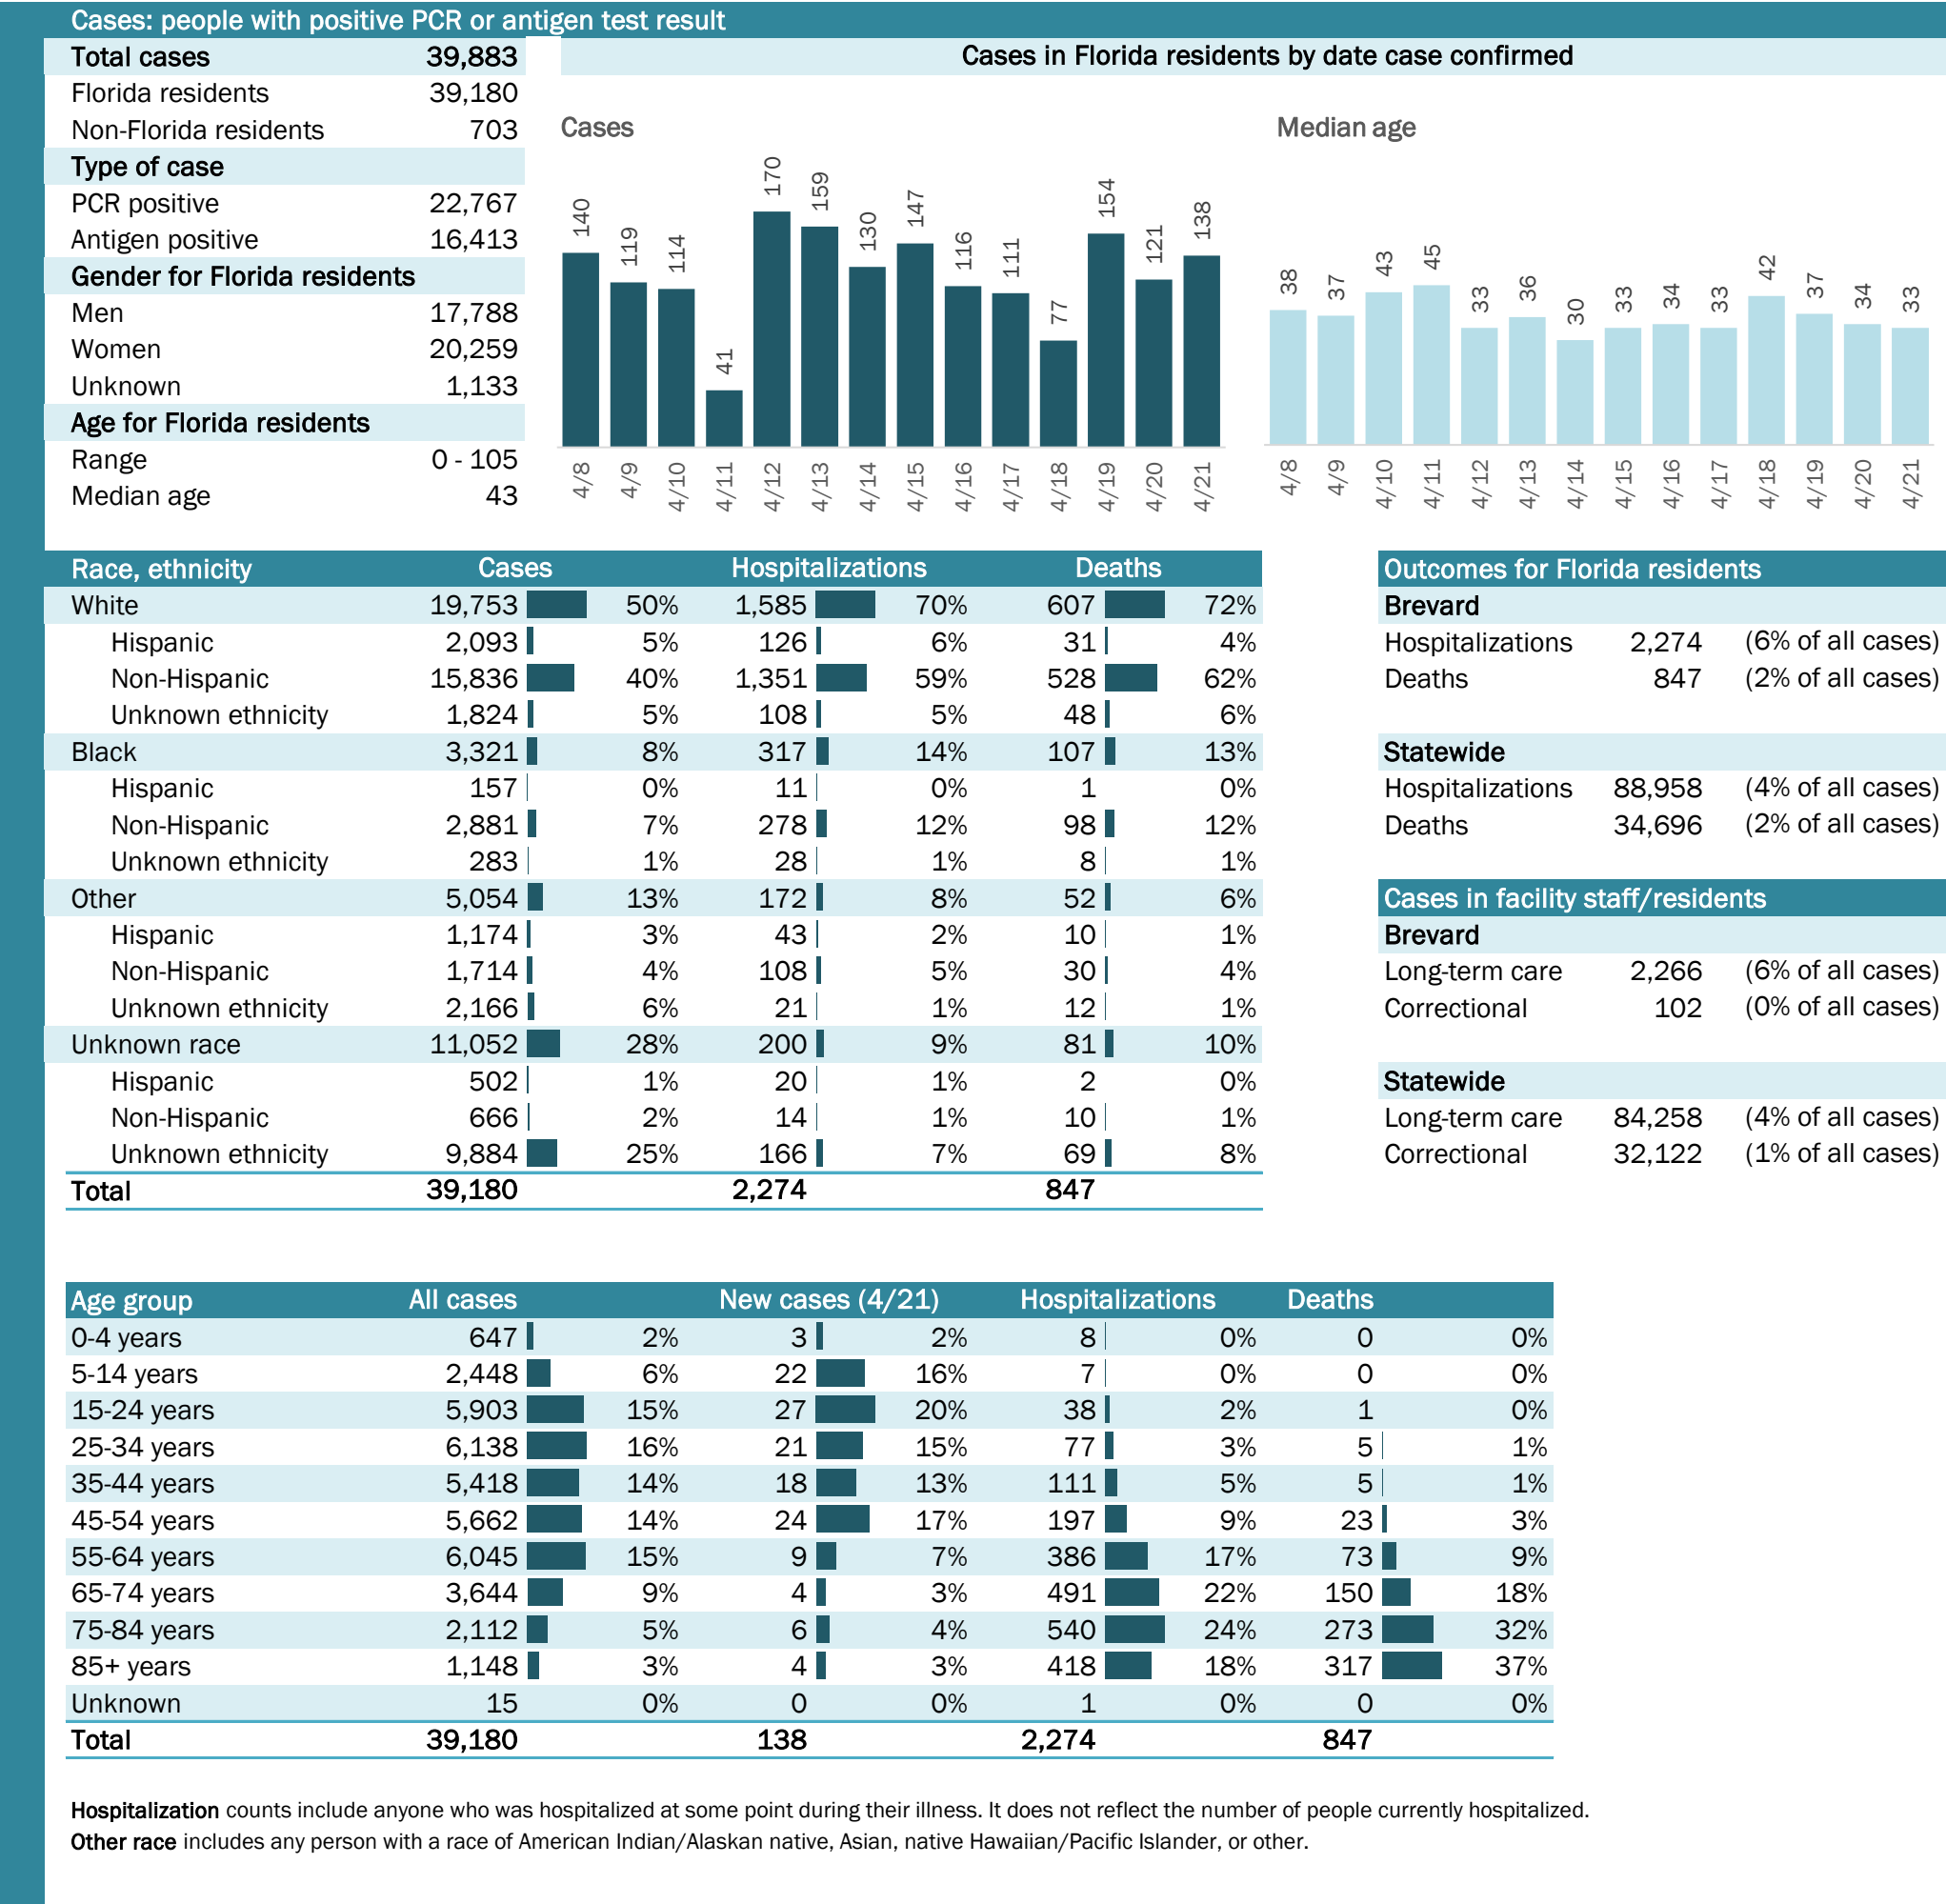 Cases: people with positive PCR or antigen test result
Total cases 39,883
Florida residents 39,180
Non-Florida residents 703
Type of case
PCR positive 22,767
Antigen positive 16,413
Gender for Florida residents
Men 17,788
Women 20,259
Unknown 1,133
Age for Florida residents
Range 0 - 105
Median age 43
Cases in Florida residents by date case confirmed
Cases
140 119 114 41 170 159 130 147 116 111 77 154 121 138
4/8 4/9 4/10 4/11 4/12 4/13 4/14 4/15 4/16 4/17 4/18 4/19 4/20 4/21
Median age
38 37 43 45 33 36 30 33 34 33 42 37 34 33
4/8 4/9 4/10 4/11 4/12 4/13 4/14 4/15 4/16 4/17 4/18 4/19 4/20 4/21
Race, ethnicity Cases Hospitalizations Deaths
White 19,753 50% 1,585 70% 607 72%
Hispanic 2,093 5% 126 6% 31 4%
Non-Hispanic 15,836 40% 1,351 59% 528 62%
Unknown ethnicity 1,824 5% 108 5% 48 6%
Black 3,321 8% 317 14% 107 13%
Hispanic 157 0% 11 0% 1 0%
Non-Hispanic 2,881 7% 278 12% 98 12%
Unknown ethnicity 283 1% 28 1% 8 1%
Other 5,054 13% 172 8% 52 6%
Hispanic 1,174 3% 43 2% 10 1%
Non-Hispanic 1,714 4% 108 5% 30 4%
Unknown ethnicity 2,166 6% 21 1% 12 1%
Unknown race 11,052 28% 200 9% 81 10%
Hispanic 502 1% 20 1% 2 0%
Non-Hispanic 666 2% 14 1% 10 1%
Unknown ethnicity 9,884 25% 166 7% 69 8%
Total 39,180 2,274 847
Outcomes for Florida residents
Brevard
Hospitalizations 2,274 (6% of all cases)
Deaths 847 (2% of all cases)
Statewide
Hospitalizations 88,958 (4% of all cases)
Deaths 34,696 (2% of all cases)
Cases in facility staff/residents
Brevard
Long-term care 2,266 (6% of all cases)
Correctional 102 (0% of all cases)
Statewide
Long-term care 84,258 (4% of all cases)
Correctional 32,122 (1% of all cases)
Age group All cases New cases (4/21) Hospitalizations Deaths
0-4 years 647 2% 3 2% 8 0% 0 0%
5-14 years 2,448 6% 22 16% 7 0% 0 0%
15-24 years 5,903 15% 27 20% 38 2% 1 0%
25-34 years 6,138 16% 21 15% 77 3% 5 1%
35-44 years 5,418 14% 18 13% 111 5% 5 1%
45-54 years 5,662 14% 24 17% 197 9% 23 3%
55-64 years 6,045 15% 9 7% 386 17% 73 9%
65-74 years 3,644 9% 4 3% 491 22% 150 18%
75-84 years 2,112 5% 6 4% 540 24% 273 32%
85+ years 1,148 3% 4 3% 418 18% 317 37%
Unknown 15 0% 0 0% 1 0% 0 0%
Total 39,180 138 2,274 847
Hospitalization counts include anyone who was hospitalized at some point during their illness. It does not reflect the number of people currently hospitalized.
Other race includes any person with a race of American Indian/Alaskan native, Asian, native Hawaiian/Pacific Islander, or other.